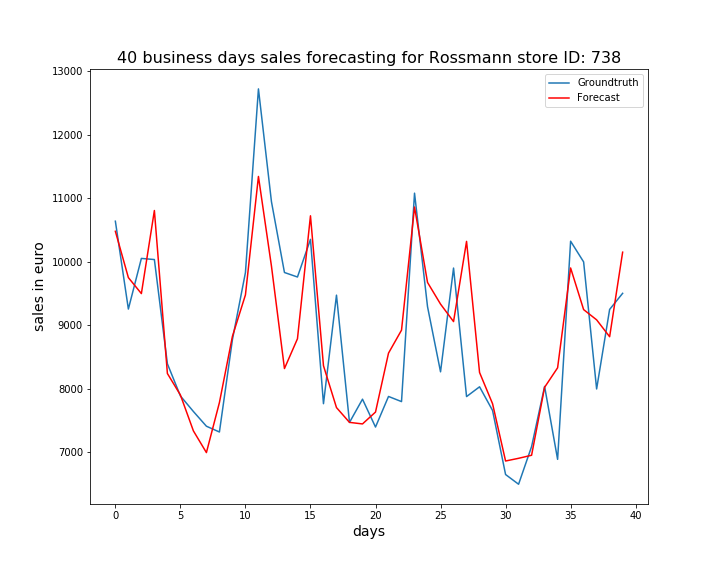 40 business days sales forecasting for Rossmann store ID: 738
Groundtruth
Forecast
sales in euro
13000
12000
11000
10000
9000
8000
7000
0 5 10 15 20 25 30 35 40
days